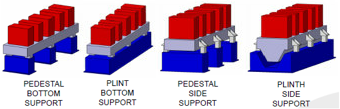 PEDESTAL
BOTTOM
SUPPORT
PLINT
BOTTOM
SUPPORT
PEDESTAL
SIDE
SUPPORT
PLINTH
SIDE
SUPPORT